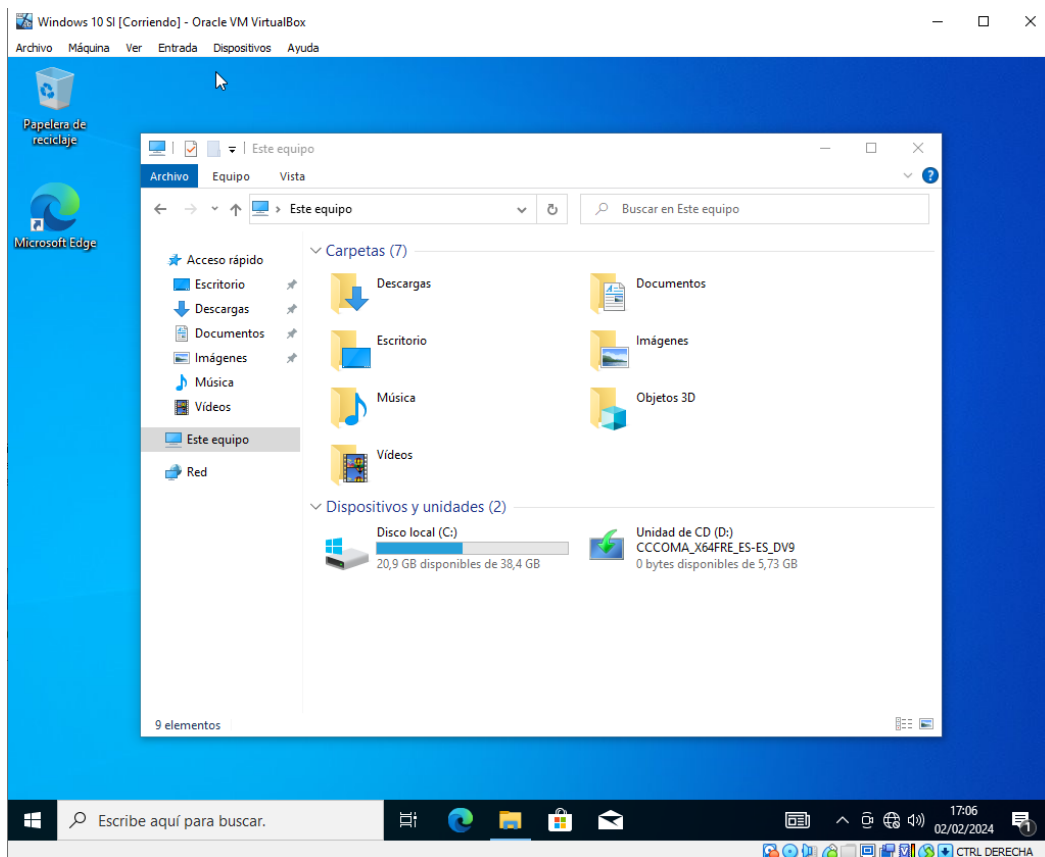 Windows 10 SI [Corriendo] - Oracle VM VirtualBox
Archivo Máquina Ver Entrada Dispositivos Ayuda
Papelera de
reciclaje
Microsoft Edge
Este equipo
Archivo Equipo Vista
Este equipo
Buscar en Este equipo
Acceso rápido
Escritorio
Descargas
Documentos
Imágenes
Música
Vídeos
Este equipo
Red
Carpetas (7)
Descargas
Documentos
Escritorio
Imágenes
Música
Objetos 3D
Vídeos
Dispositivos y unidades (2)
Disco local (C:)
20,9 GB disponibles de 38,4 GB
Unidad de CD (D:)
CCCOMA_X64FRE_ES-ES_DV9
0 bytes disponibles de 5,73 GB
9 elementos
Escribe aquí para buscar.
17:06
02/02/2024
1
CTRL DERECHA